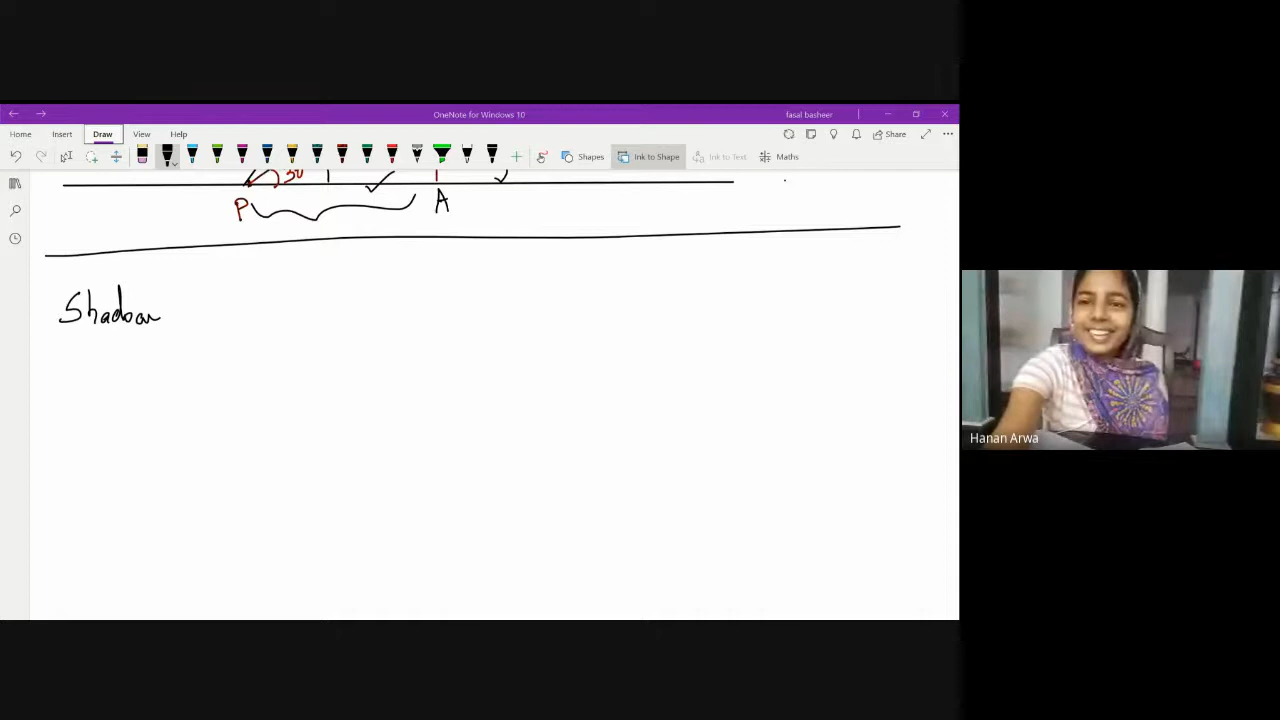 OneNote for Windows 10
fasal basheer
Home Insert Draw View Help
Share
Shapes Ink to Shape Ink to Text Maths
30
P A
Hanan Arwa